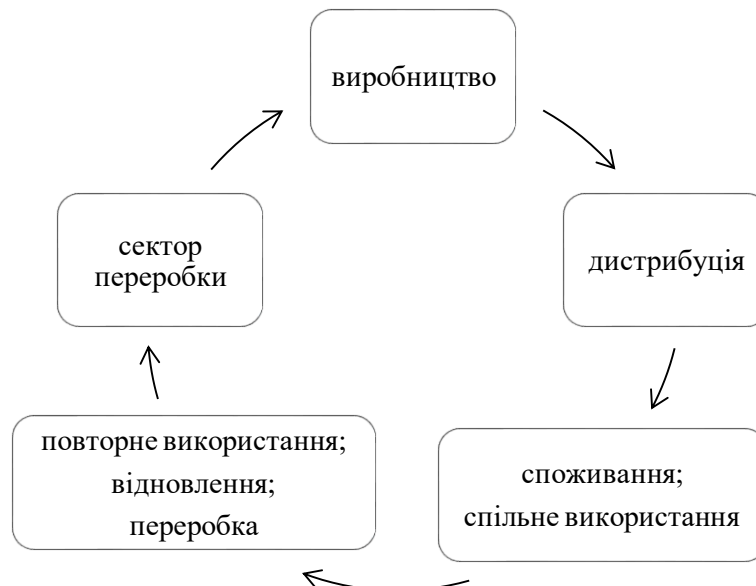 виробництво
дистрибуція
споживання;
спільне використання
повторне використання;
відновлення;
переробка
сектор
переробки